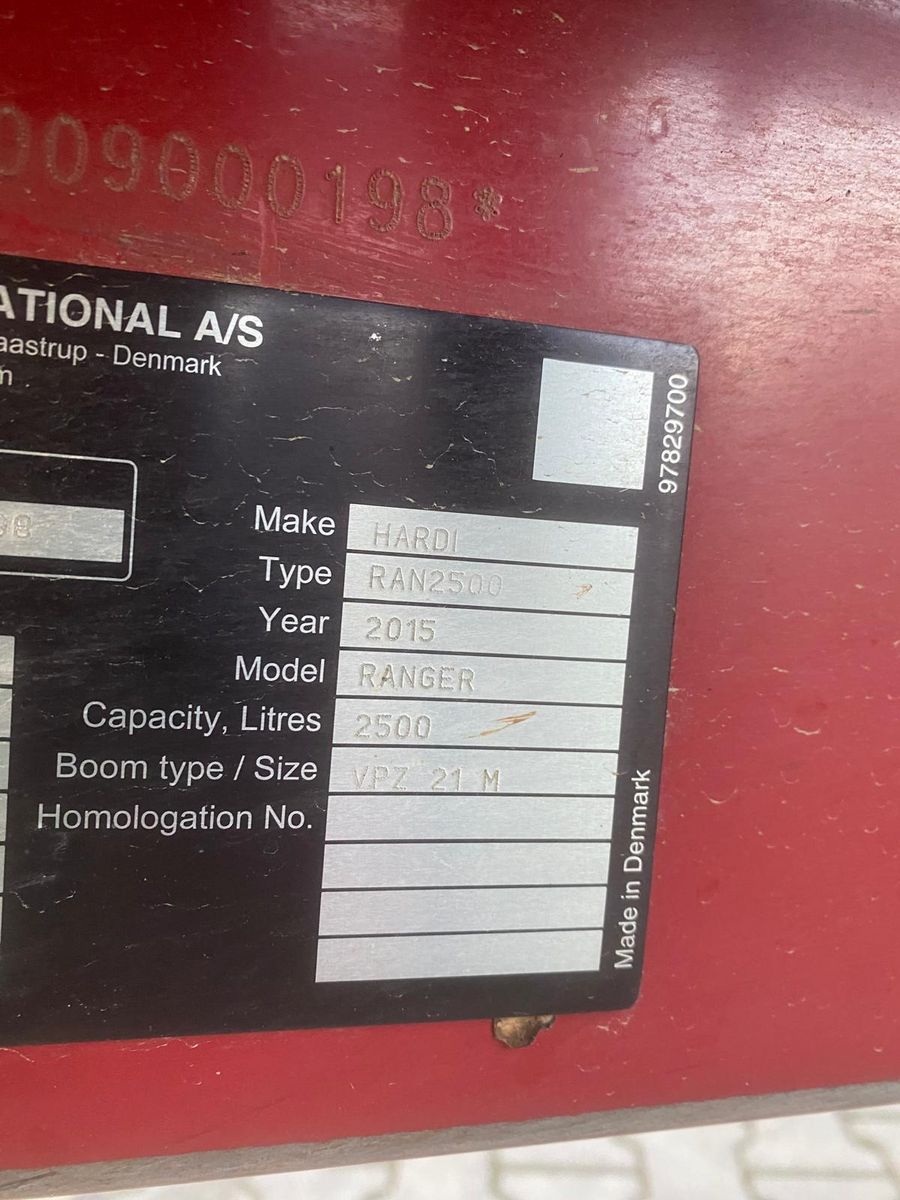 009000198*
ATIONAL A/S
aastrup - Denmark
97829700
Make HARDI
Type RAN2500
Year 2015
Model RANGER
Capacity, Litres 2500
Boom type / Size VPZ 21 M
Homologation No.
Made in Denmark